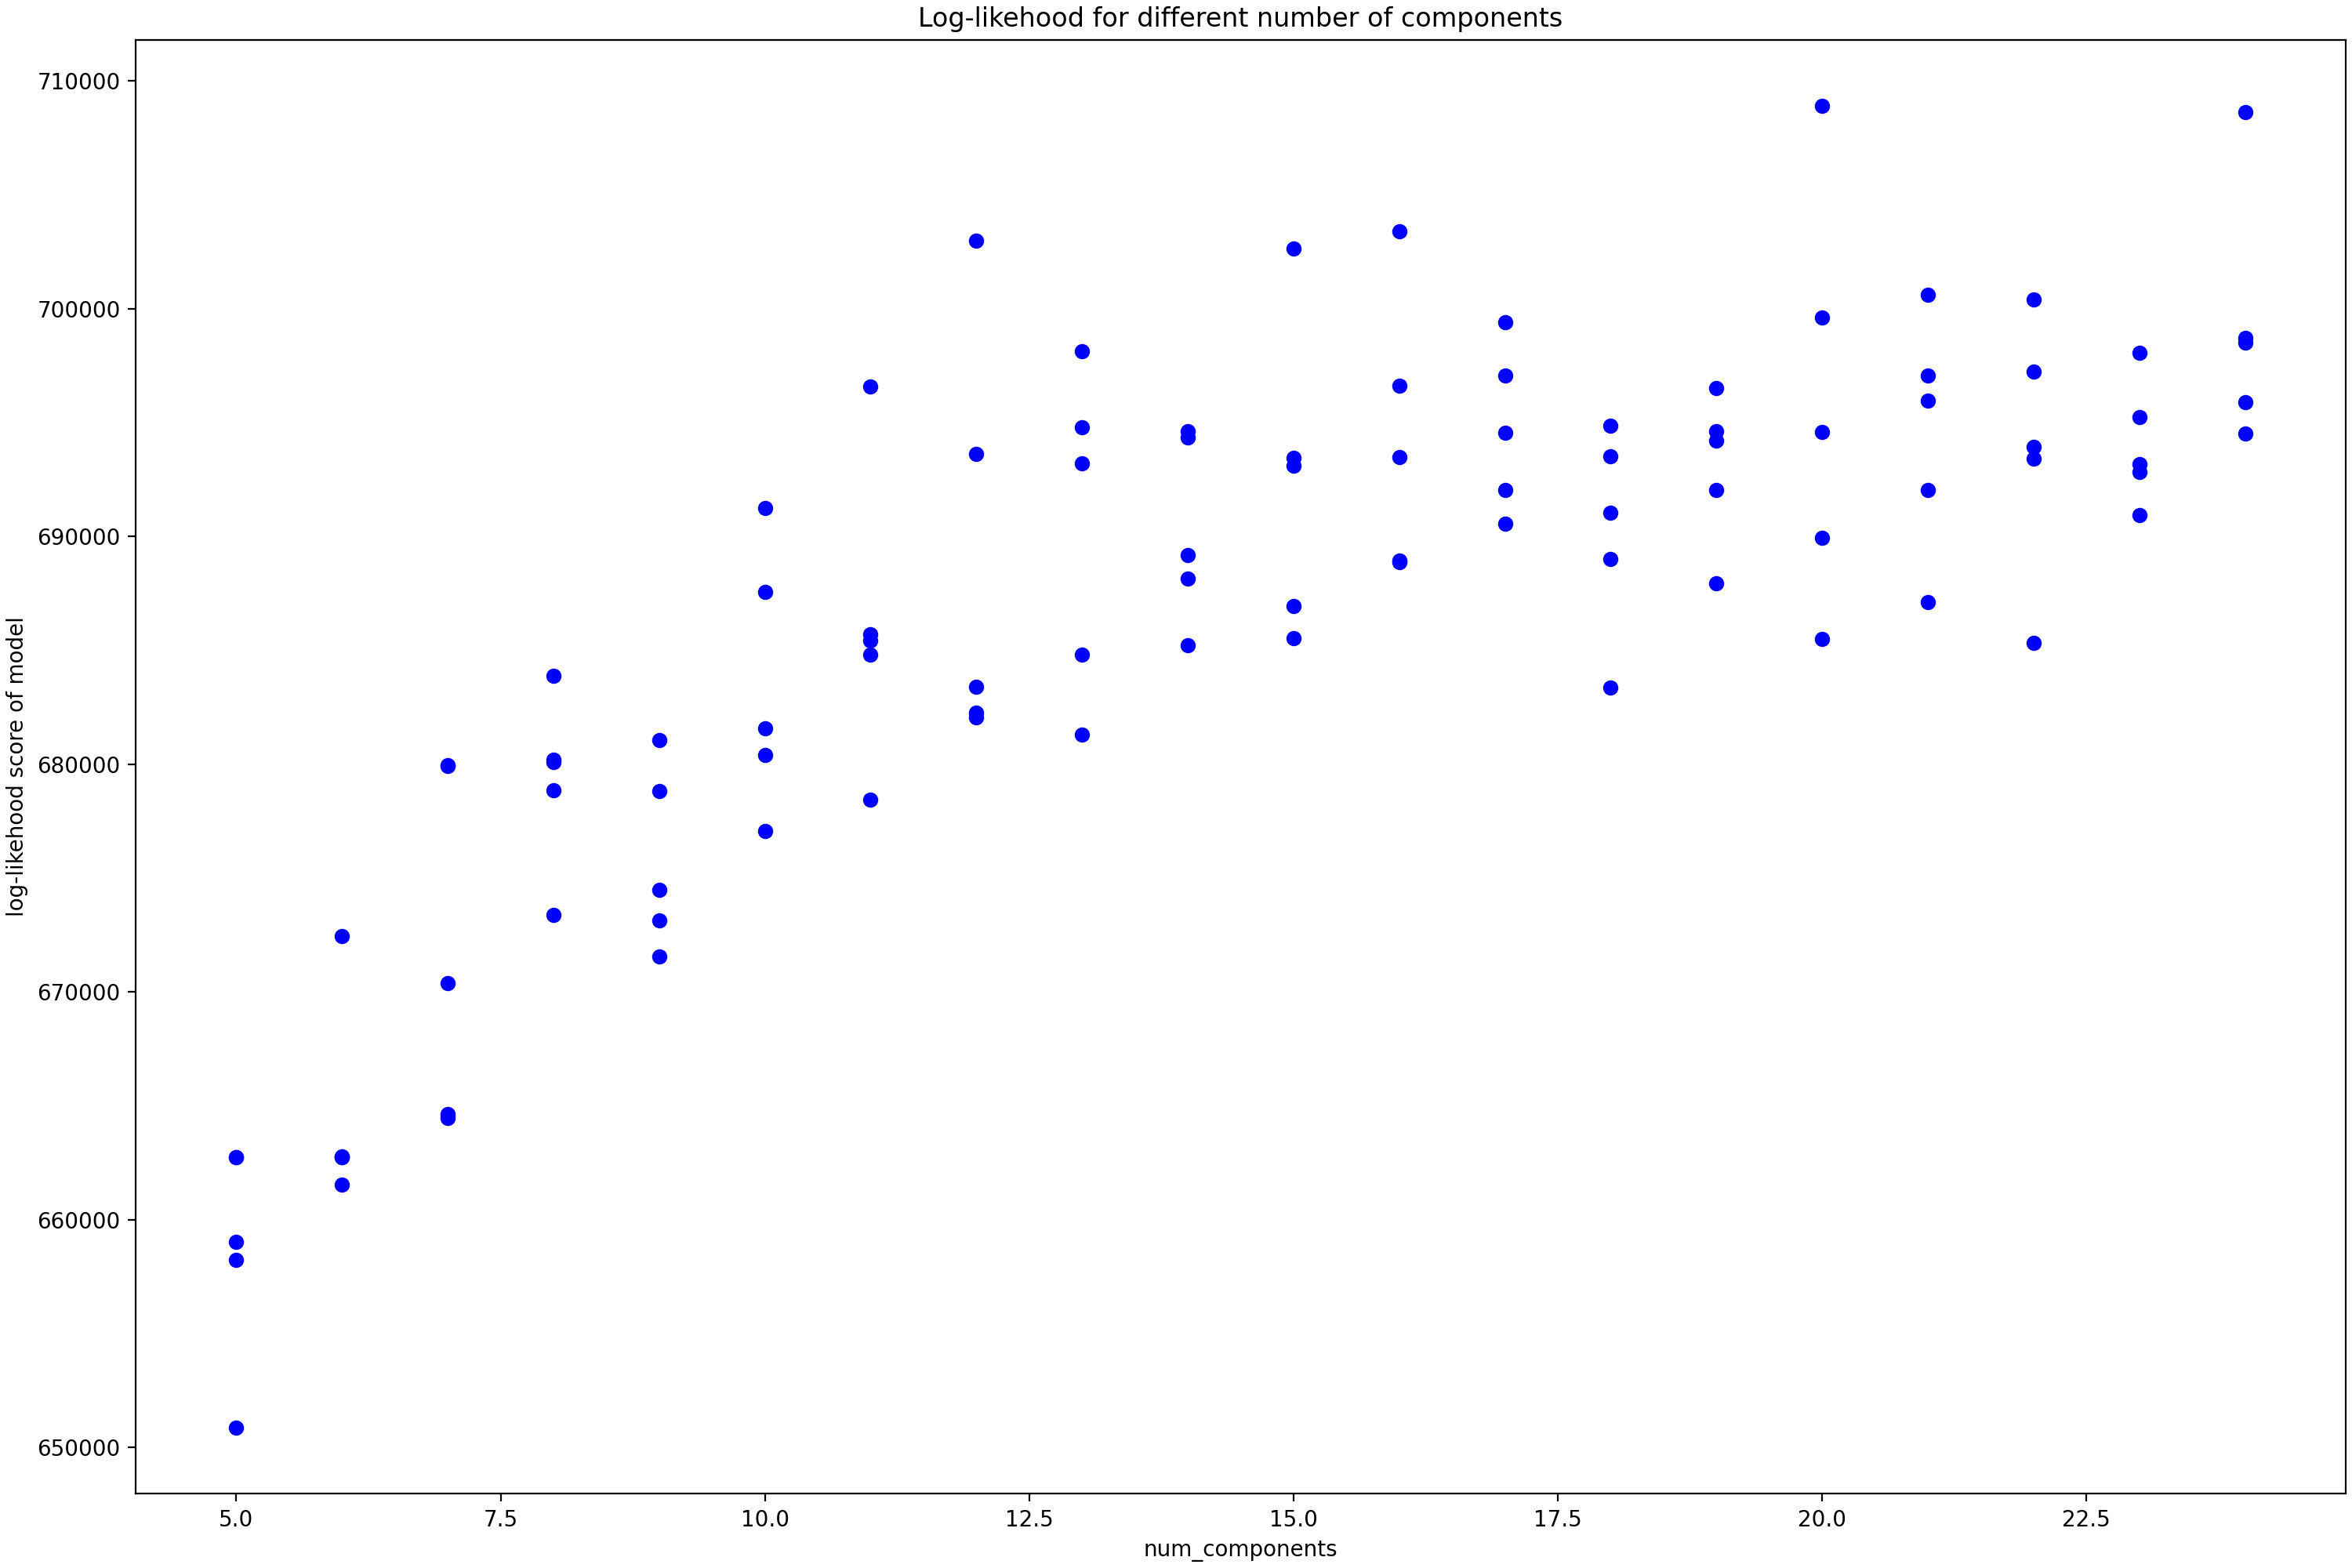 Log-likehood for different number of components
710000
700000
690000
680000
670000
660000
650000
log-likelihood score of model
5.0 7.5 10.0 12.5 15.0 17.5 20.0 22.5
num_components